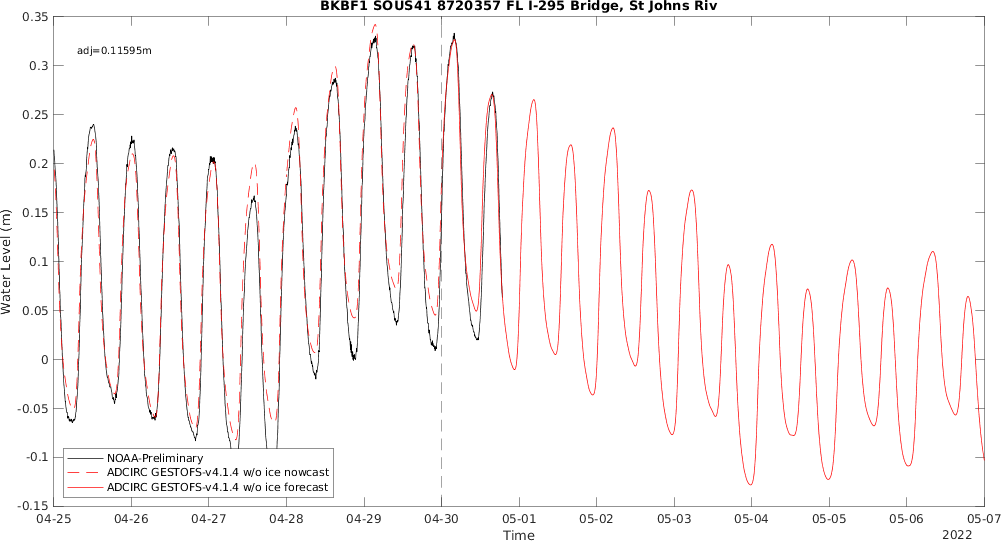 BKBF1 SOUS41 8720357 FL I-295 Bridge, St Johns Riv
0.35
adj=0.11595m
0.3
0.25
0.2
0.15
0.1
0.05
0
-0.05
-0.1
-0.15
Water Level (m)
NOAA-Preliminary
ADCIRC GESTOFS-v4.1.4 w/o ice nowcast
ADCIRC GESTOFS-v4.1.4 w/o ice forecast
04-25 04-26 04-27 04-28 04-29 04-30 05-01 05-02 05-03 05-04 05-05 05-06 05-07
Time
2022